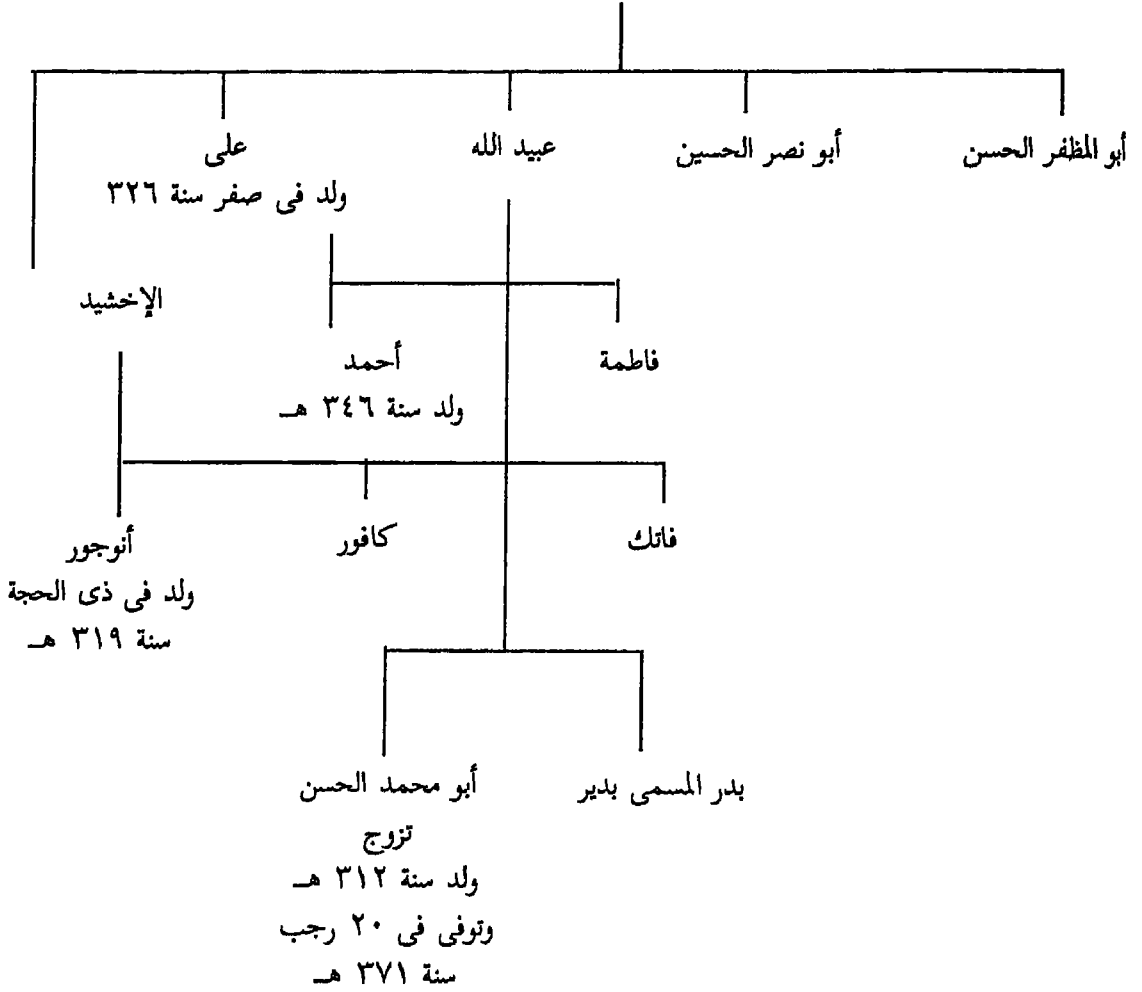 أبو المظفر الحسن
أبو نصر الحسين
عبيد الله
على
ولد فى صفر سنة ٣٢٦
الإخشيد
فاطمة
أحمد
ولد سنة ٣٤٦ هـ
فاتك
كافور
أنوجور
ولد فى ذى الحجة
سنة ٣١٩ هـ
بدر المسمى بدير
أبو محمد الحسن
تزوج
ولد سنة ٣١٢ هـ
وتوفى فى ٢٠ رجب
سنة ٣٧١ هـ